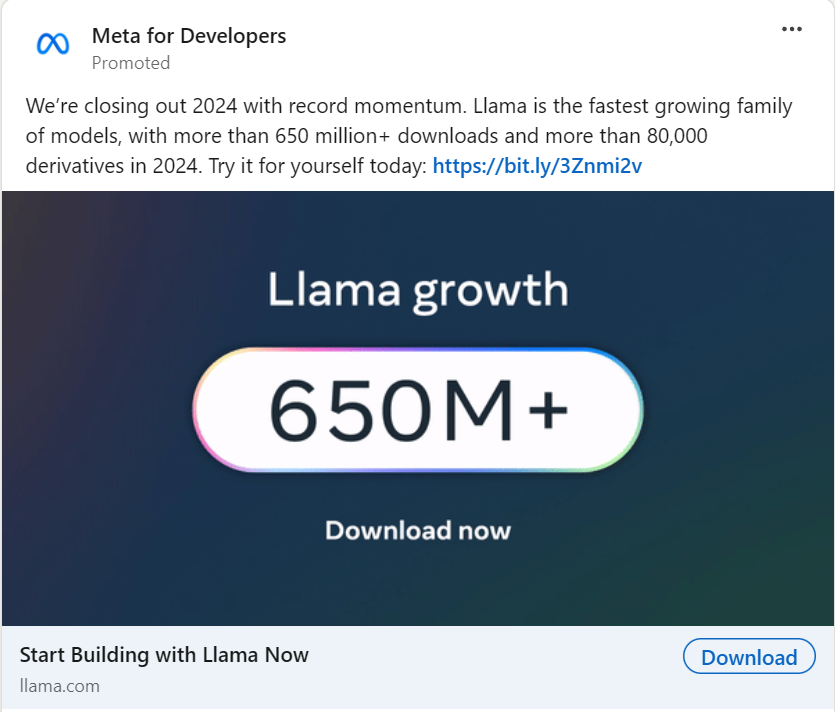 Meta for Developers
Promoted
We’re closing out 2024 with record momentum. Llama is the fastest growing family
of models, with more than 650 million+ downloads and more than 80,000
derivatives in 2024. Try it for yourself today: https://bit.ly/3Znmi2v
Llama growth
650M+
Download now
Start Building with Llama Now
Download
llama.com